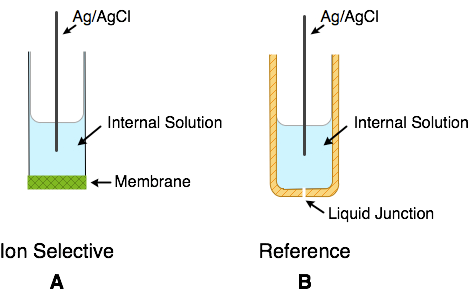 Ag/AgCl
Internal Solution
Membrane
Ion Selective
A
Ag/AgCl
Internal Solution
Liquid Junction
Reference
B